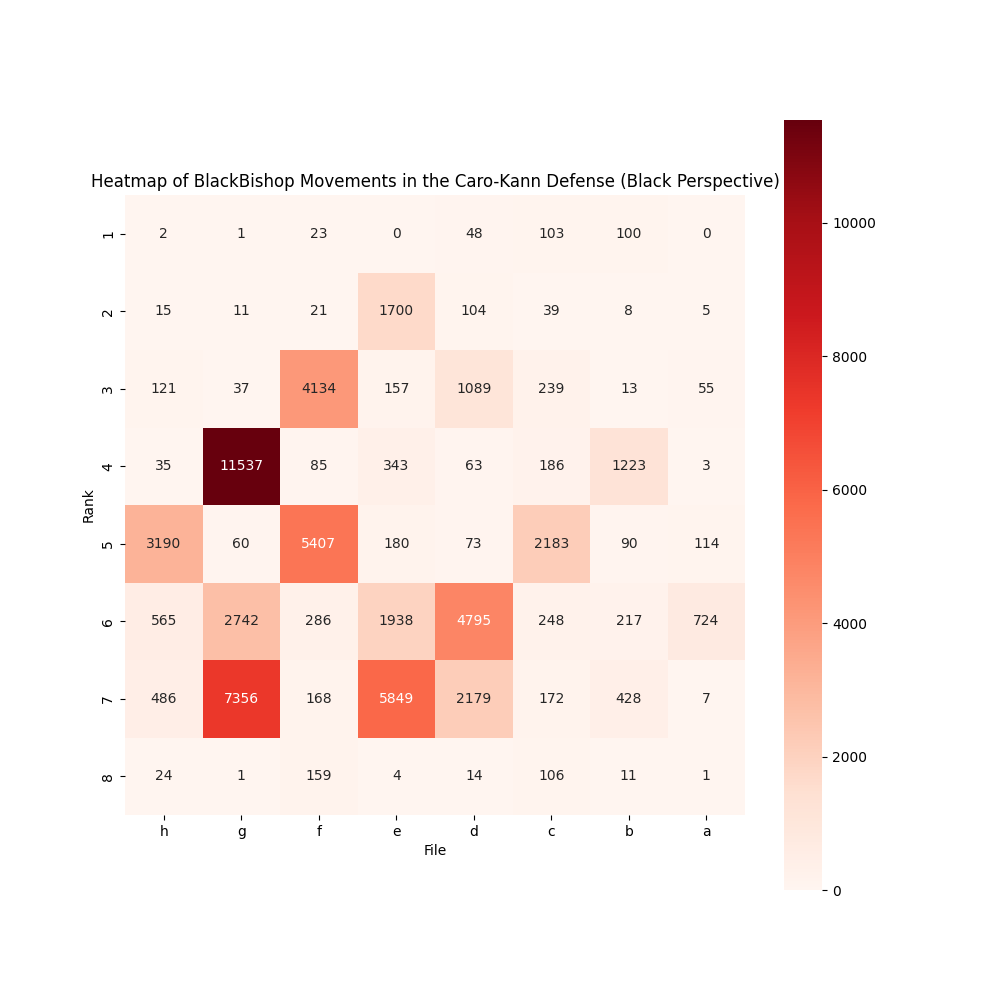 Heatmap of BlackBishop Movements in the Caro-Kann Defense (Black Perspective)
1 2 1 23 0 48 103 100 0
2 15 11 21 1700 104 39 8 5
3 121 37 4134 157 1089 239 13 55
4 35 11537 85 343 63 186 1223 3
5 3190 60 5407 180 73 2183 90 114
6 565 2742 286 1938 4795 248 217 724
7 486 7356 168 5849 2179 172 428 7
8 24 1 159 4 14 106 11 1
h g f e d c b a
File
Rank
10000
8000
6000
4000
2000
0